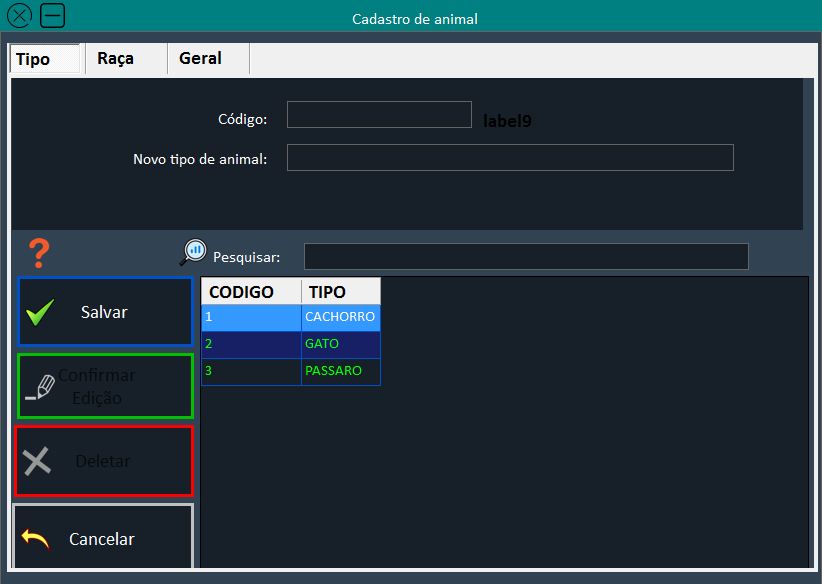 Cadastro de animal
Tipo
Raça
Geral
Código:
label9
Novo tipo de animal:
Pesquisar:
Salvar
Confirmar
Edição
Deletar
Cancelar
CODIGO TIPO
1 CACHORRO
2 GATO
3 PASSARO